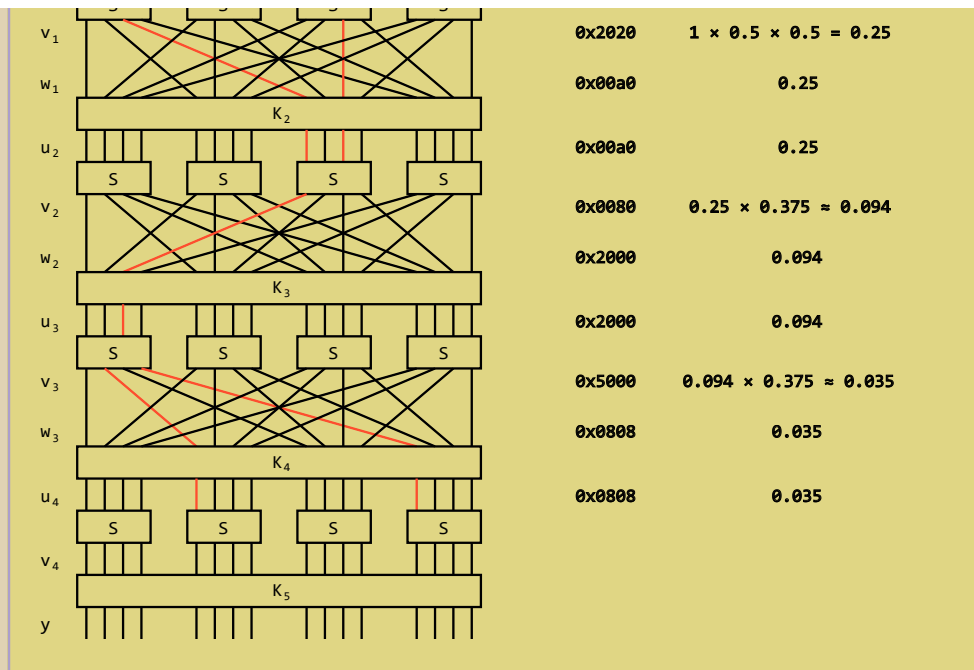 S S S S
v₁ 0x2020 1 × 0.5 × 0.5 = 0.25
w₁ 0x00a0 0.25
K₂
u₂ 0x00a0 0.25
S S S S
v₂ 0x0080 0.25 × 0.375 ≈ 0.094
w₂ 0x2000 0.094
K₃
u₃ 0x2000 0.094
S S S S
v₃ 0x5000 0.094 × 0.375 ≈ 0.035
w₃ 0x0808 0.035
K₄
u₄ 0x0808 0.035
S S S S
v₄
K₅
y